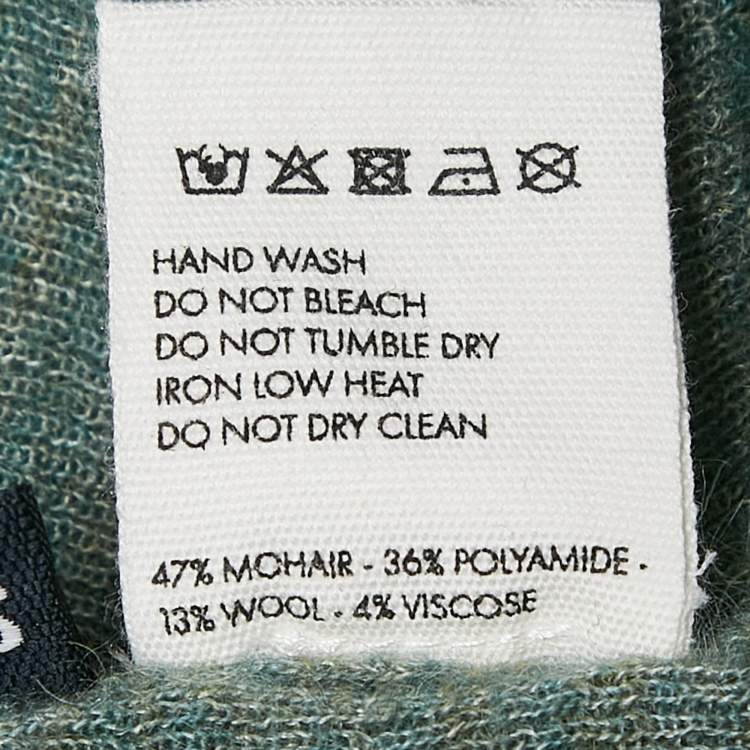 HAND WASH
DO NOT BLEACH
DO NOT TUMBLE DRY
IRON LOW HEAT
DO NOT DRY CLEAN
47% MOHAIR - 36% POLYAMIDE -
13% WOOL - 4% VISCOSE